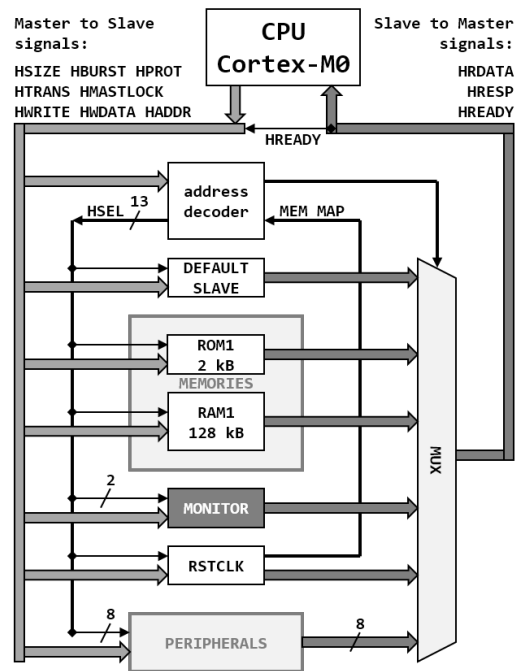 Master to Slave
signals:
HSIZE HBURST HPROT
HTRANS HMASTLOCK
HWRITE HWDATA HADDR
CPU
Cortex-M0
Slave to Master
signals:
HRDATA
HRESP
HREADY
HREADY
address
decoder
HSEL
13
MEM MAP
DEFAULT
SLAVE
ROM1
2 kB
MEMORIES
RAM1
128 kB
MUX
2
MONITOR
RSTCLK
8
PERIPHERALS
8